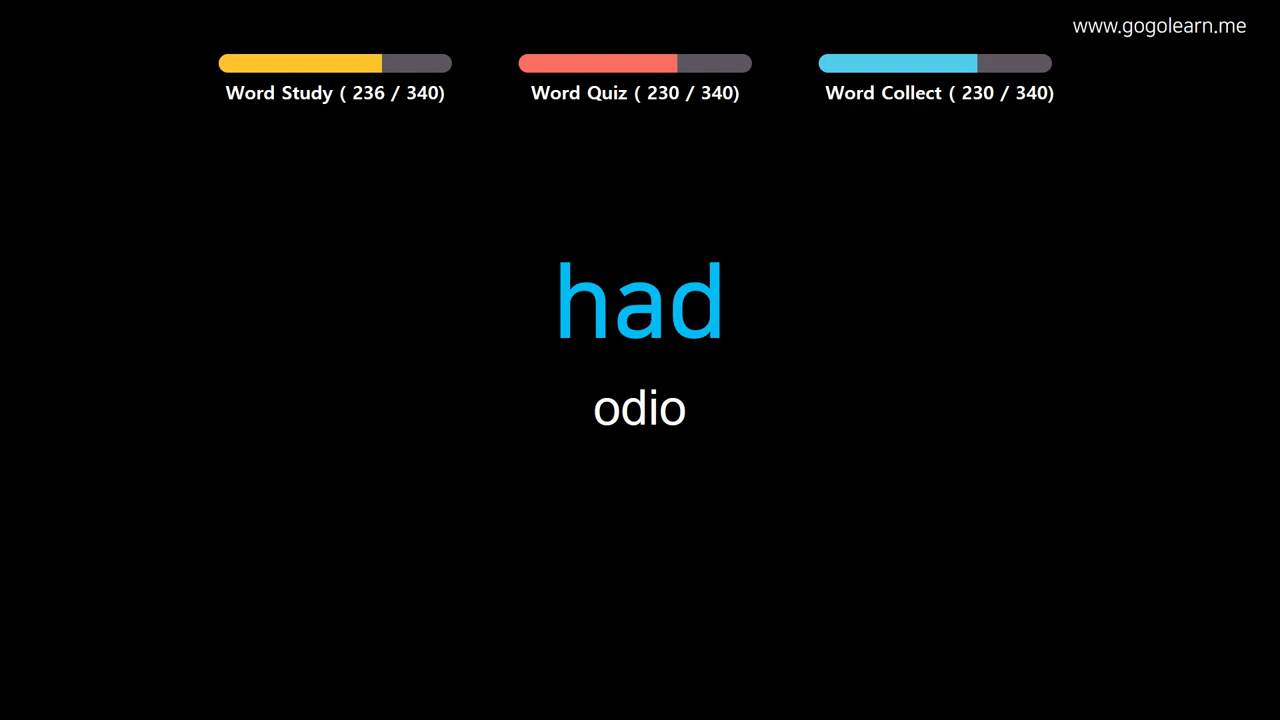 www.gogolearn.me
Word Study ( 236 / 340)
Word Quiz ( 230 / 340)
Word Collect ( 230 / 340)
had
odio